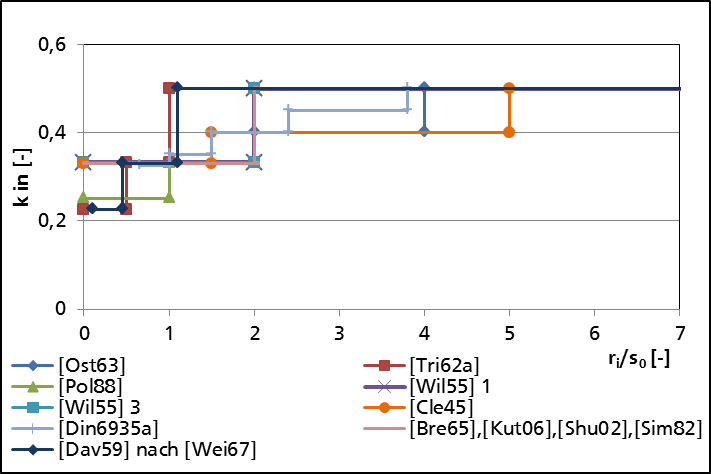 0,6
0,4
0,2
0
k in [-]
0 1 2 3 4 5 6 7
rᵢ/s₀ [-]
[Ost63] [Tri62a]
[Pol88] [Wil55] 1
[Wil55] 3 [Cle45]
[Din6935a] [Bre65],[Kut06],[Shu02],[Sim82]
[Dav59] nach [Wei67]